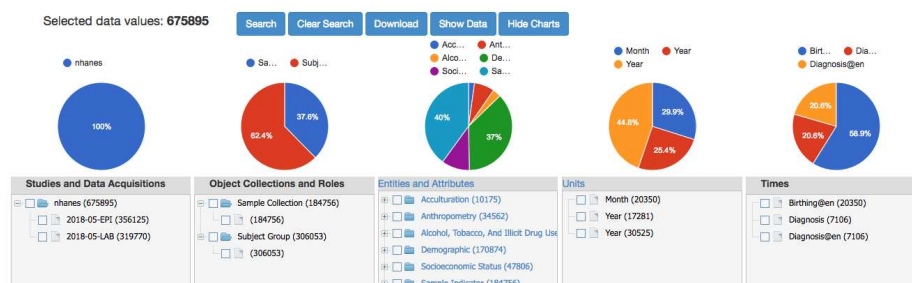 Selected data values: 675895
Search
Clear Search
Download
Show Data
Hide Charts
nhanes
100%
Sa...
Subj...
37.6%
62.4%
Acc...
Ant...
Alco...
De...
Soci...
Sa...
40%
37%
Month
Year
Year
29.9%
44.8%
25.4%
Birt...
Dia...
Diagnosis@en
20.6%
20.6%
58.9%
Studies and Data Acquisitions
nhanes (675895)
2018-05-EPI (356125)
2018-05-LAB (319770)
Object Collections and Roles
Sample Collection (184756)
(184756)
Subject Group (306053)
(306053)
Entities and Attributes
Acculturation (10175)
Anthropometry (34562)
Alcohol, Tobacco, And Illicit Drug Use
Demographic (170874)
Socioeconomic Status (47806)
Sample Indicator (184756)
Units
Month (20350)
Year (17281)
Year (30525)
Times
Birthing@en (20350)
Diagnosis (7106)
Diagnosis@en (7106)